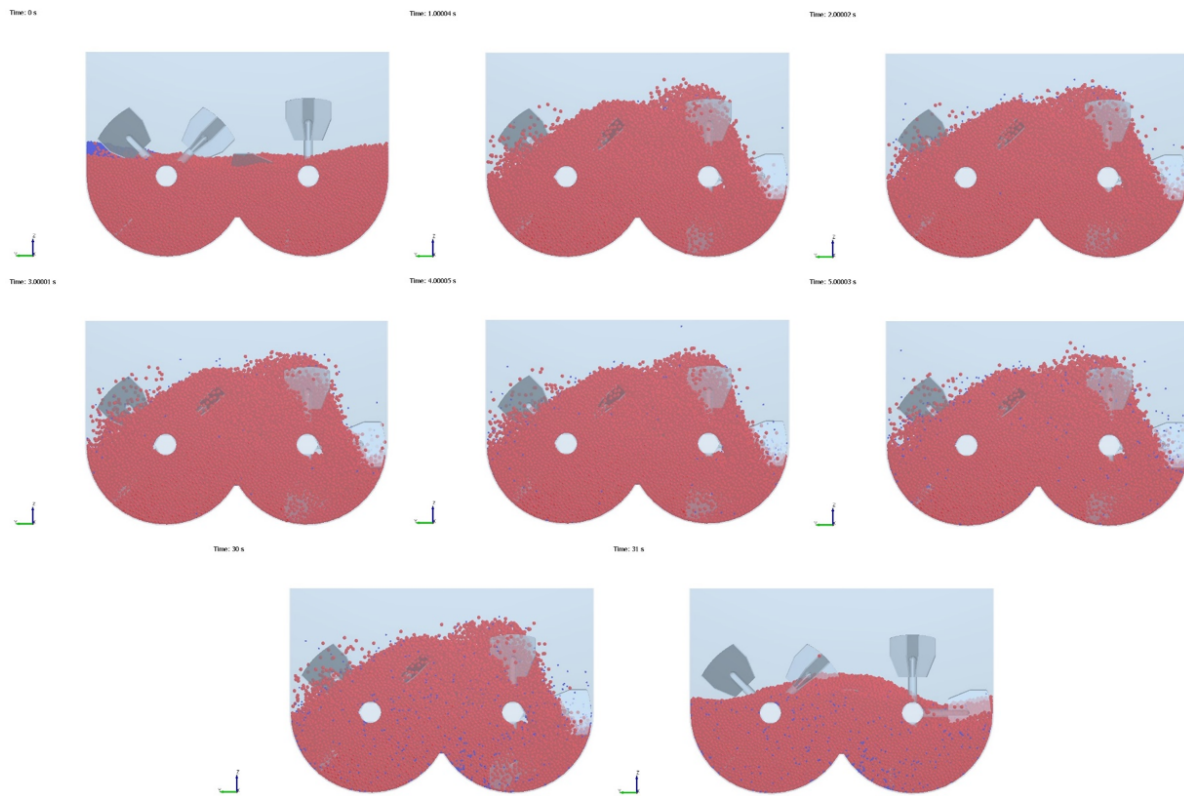 Time: 0 s
Time: 1.00004 s
Time: 2.00002 s
Time: 3.00001 s
Time: 4.00005 s
Time: 5.00003 s
Time: 30 s
Time: 31 s